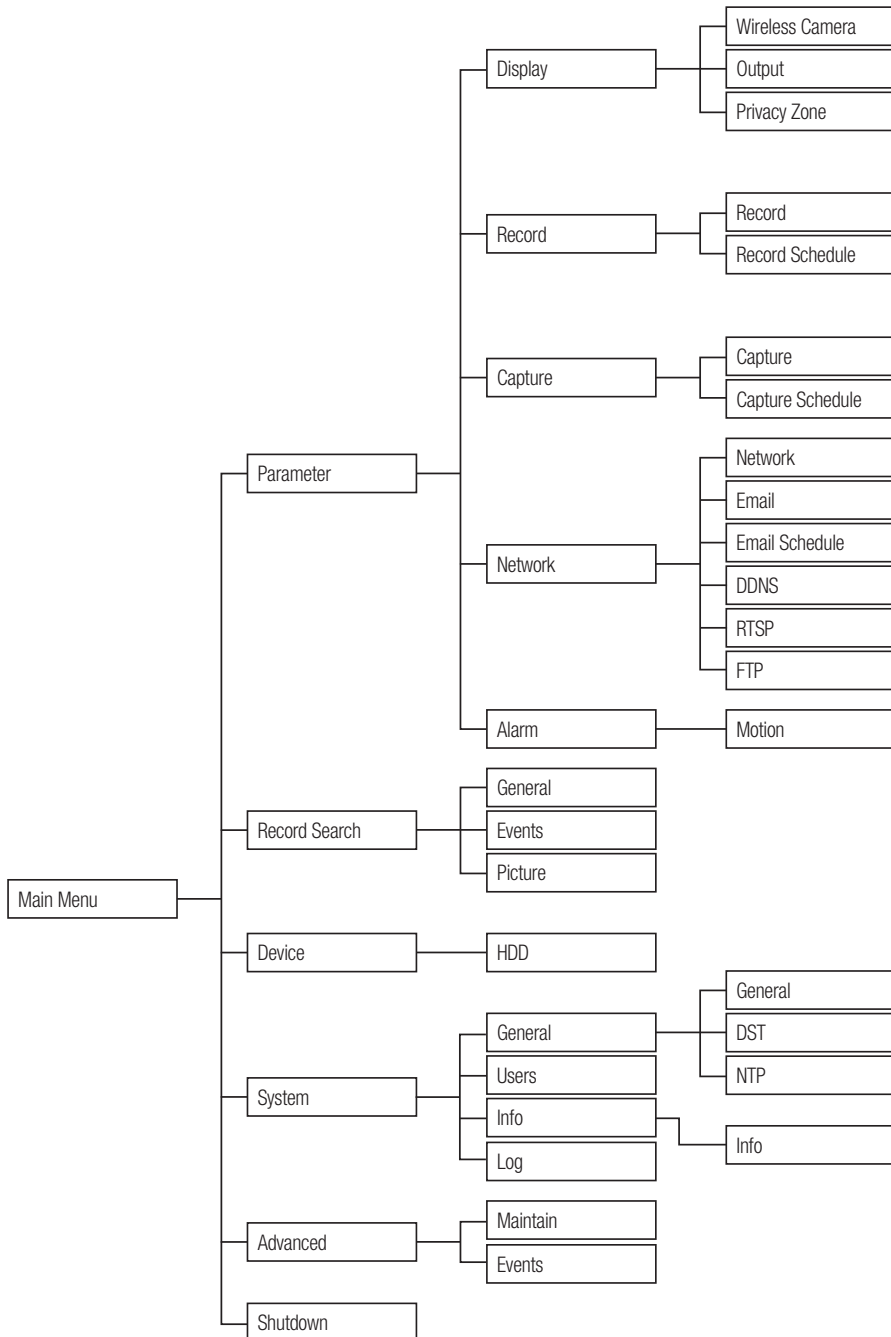 Wireless Camera
Display
Output
Privacy Zone
Record
Record
Record Schedule
Capture
Capture
Capture Schedule
Network
Parameter
Email
Email Schedule
Network
DDNS
RTSP
FTP
Alarm
Motion
General
Record Search
Events
Picture
Main Menu
Device
HDD
General
General
DST
Users
NTP
System
Info
Info
Log
Maintain
Advanced
Events
Shutdown